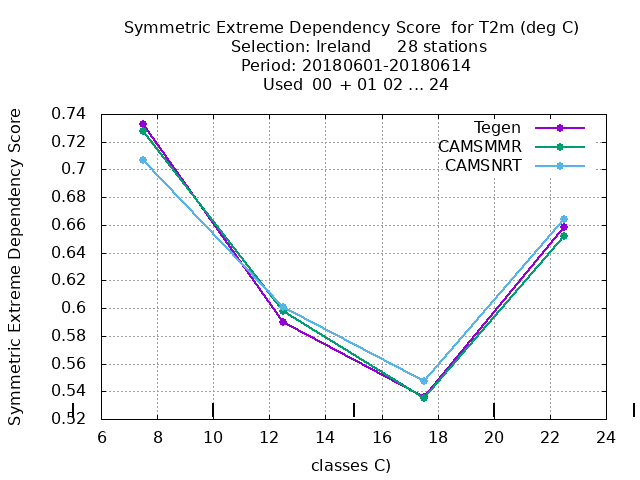 Symmetric Extreme Dependency Score  for T2m (deg C)
Selection: Ireland     28 stations
Period: 20180601-20180614
Used  00  + 01 02 ... 24
Symmetric Extreme Dependency Score
0.74
0.72
0.7
0.68
0.66
0.64
0.62
0.6
0.58
0.56
0.54
0.52
Tegen
CAMSMMR
CAMSNRT
6 8 10 12 14 16 18 20 22 24
classes C)